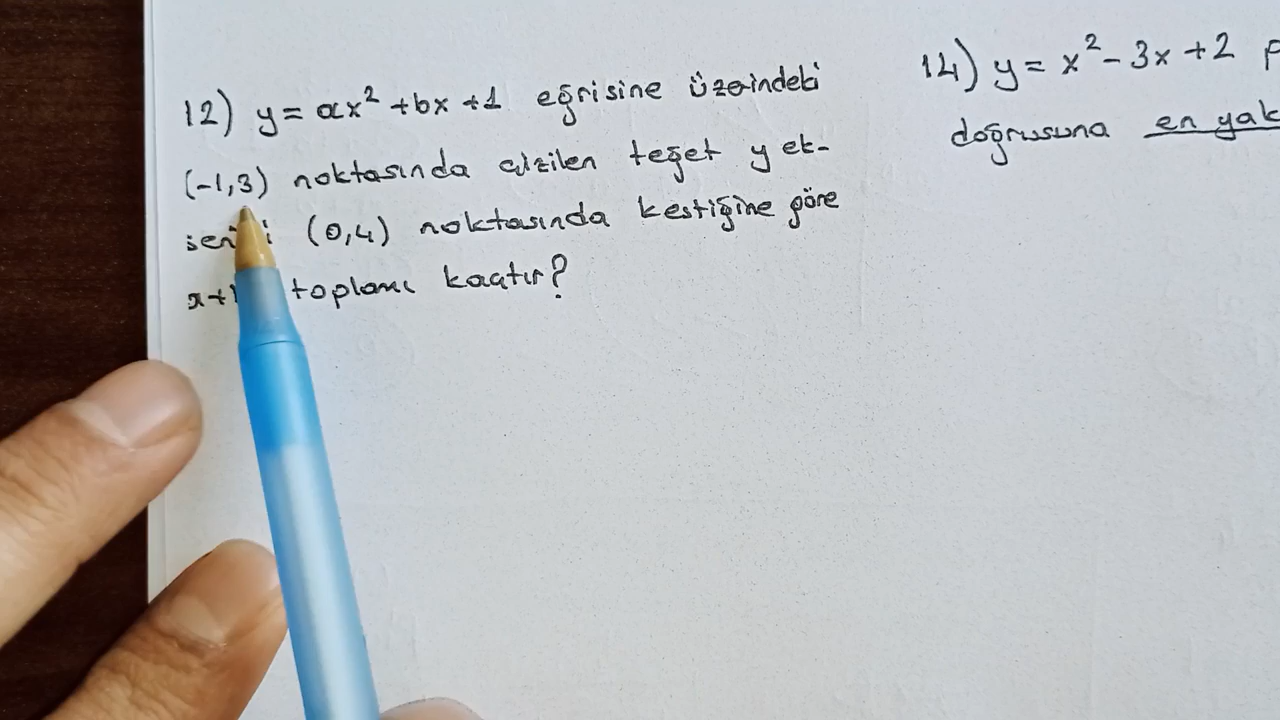 12) y = ax² + bx + 1 eğrisine üzerindeki
(-1,3) noktasında çizilen teğet y ek-
(0,4) noktasında kestiğine göre
toplamı kaçtır?
14) y = x² - 3x + 2
doğrusuna en yak